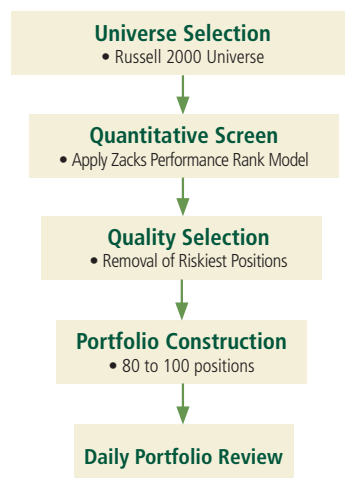 Universe Selection
• Russell 2000 Universe
Quantitative Screen
• Apply Zacks Performance Rank Model
Quality Selection
• Removal of Riskiest Positions
Portfolio Construction
• 80 to 100 positions
Daily Portfolio Review